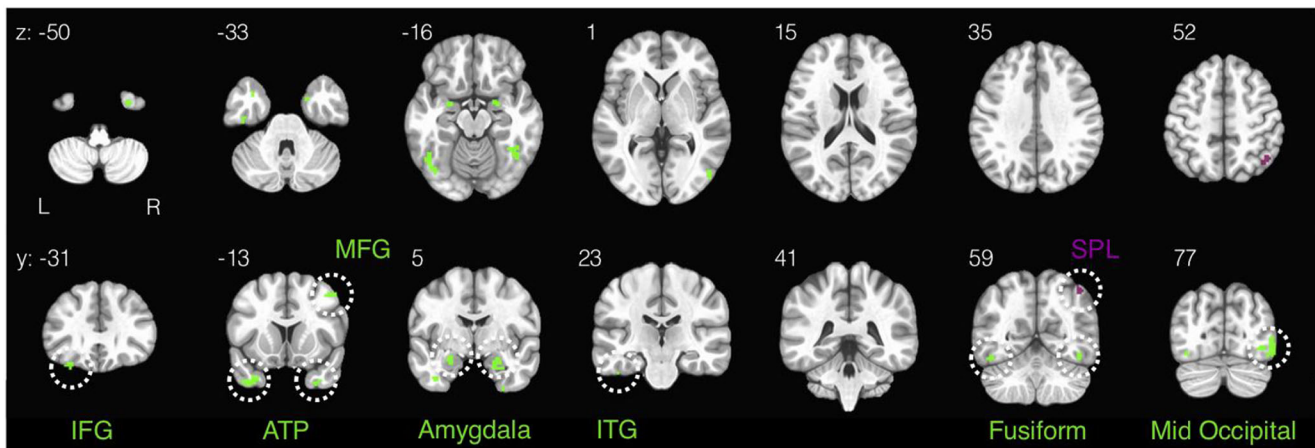 z: -50 -33 -16 1 15 35 52
L R
MFG SPL
y: -31 -13 5 23 41 59 77
IFG ATP Amygdala ITG Fusiform Mid Occipital